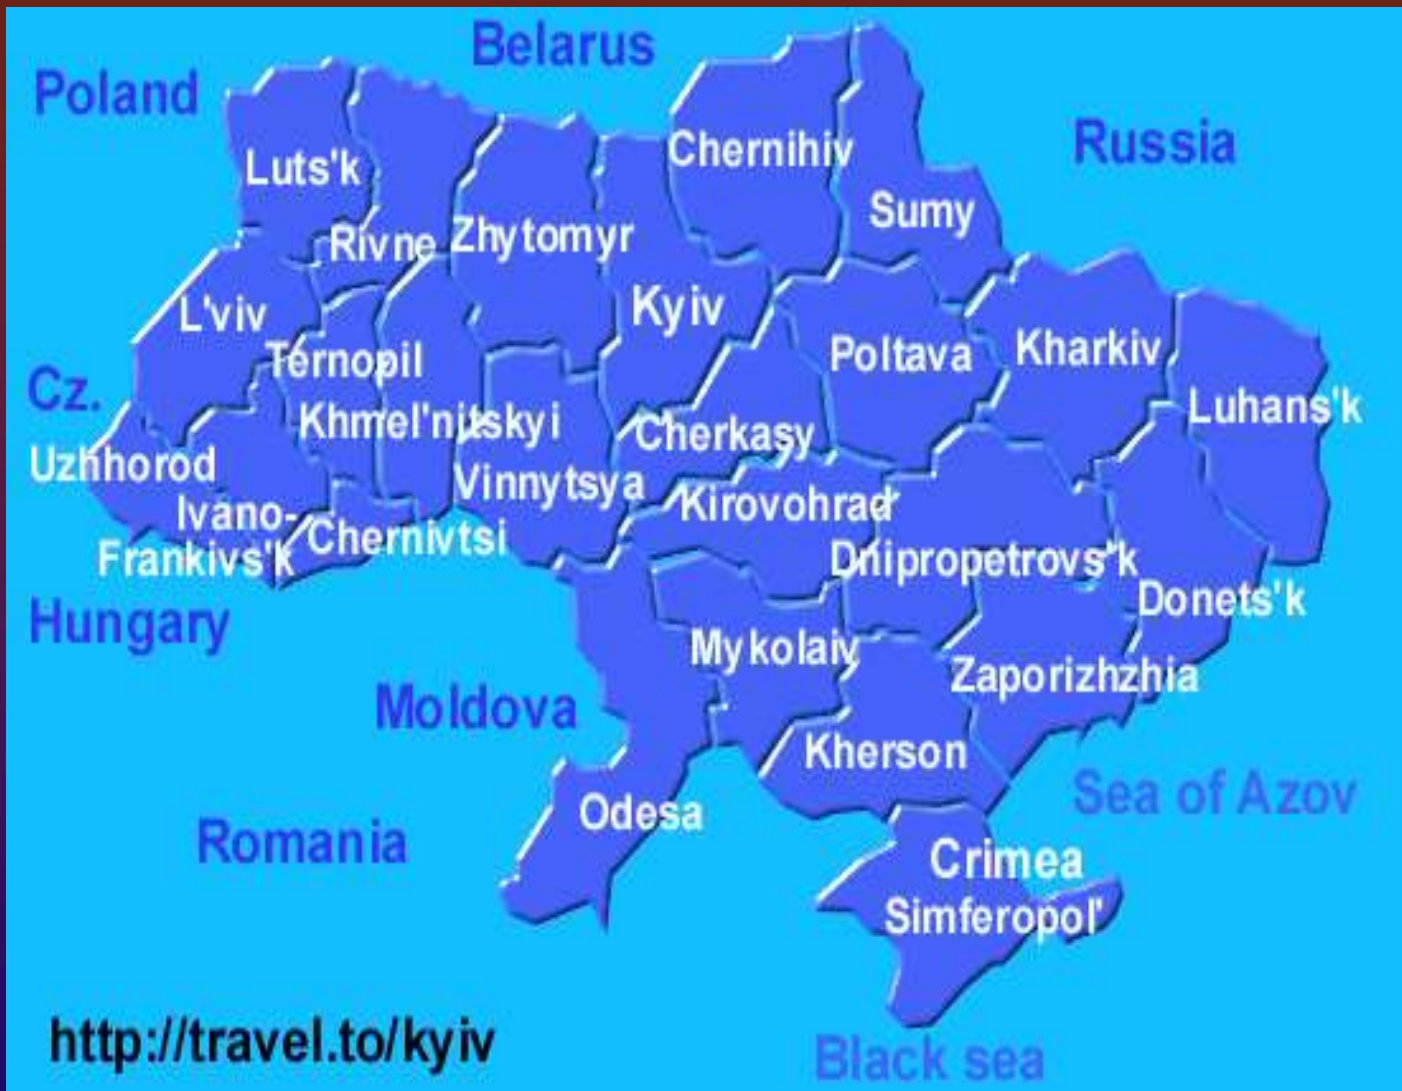 Belarus
Poland
Russia
Chernihiv
Luts'k
Sumy
Rivne
Zhytomyr
L'viv
Kyiv
Ternopil
Poltava
Kharkiv
Cz.
Luhans'k
Khmel'nitskyi
Cherkasy
Uzhhorod
Vinnytsya
Kirovohrad
Ivano-
Frankivs'k
Chernivtsi
Dnipropetrovs'k
Donets'k
Hungary
Mykolaiv
Zaporizhzhia
Moldova
Kherson
Sea of Azov
Odesa
Romania
Crimea
Simferopol'
http://travel.to/kyiv
Black sea